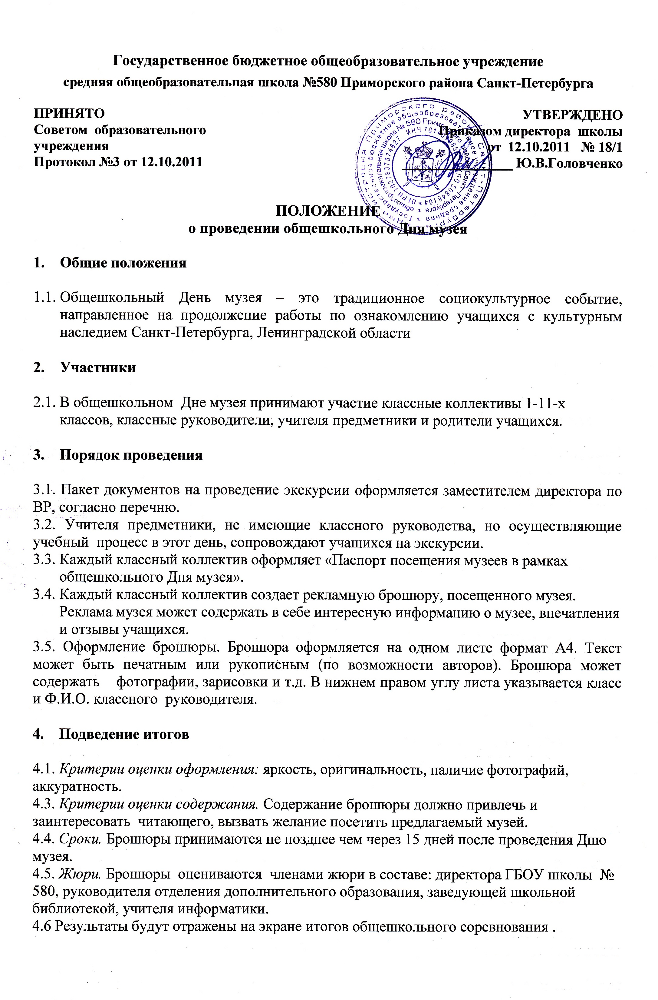 Государственное бюджетное общеобразовательное учреждение
средняя общеобразовательная школа №580 Приморского района Санкт-Петербурга
ПРИНЯТО
Советом образовательного
учреждения
Протокол №3 от 12.10.2011
УТВЕРЖДЕНО
Приказом директора школы
от 12.10.2011 № 18/1
____________ Ю.В.Головченко
ПОЛОЖЕНИЕ
о проведении общешкольного Дня музея
1. Общие положения
1.1. Общешкольный День музея – это традиционное социокультурное событие,
направленное на продолжение работы по ознакомлению учащихся с культурным
наследием Санкт-Петербурга, Ленинградской области
2. Участники
2.1. В общешкольном Дне музея принимают участие классные коллективы 1-11-х
классов, классные руководители, учителя предметники и родители учащихся.
3. Порядок проведения
3.1. Пакет документов на проведение экскурсии оформляется заместителем директора по
ВР, согласно перечню.
3.2. Учителя предметники, не имеющие классного руководства, но осуществляющие
учебный процесс в этот день, сопровождают учащихся на экскурсии.
3.3. Каждый классный коллектив оформляет «Паспорт посещения музеев в рамках
общешкольного Дня музея».
3.4. Каждый классный коллектив создает рекламную брошюру, посещенного музея.
Реклама музея может содержать в себе интересную информацию о музее, впечатления
и отзывы учащихся.
3.5. Оформление брошюры. Брошюра оформляется на одном листе формат А4. Текст
может быть печатным или рукописным (по возможности авторов). Брошюра может
содержать фотографии, зарисовки и т.д. В нижнем правом углу листа указывается класс
и Ф.И.О. классного руководителя.
4. Подведение итогов
4.1. Критерии оценки оформления: яркость, оригинальность, наличие фотографий,
аккуратность.
4.3. Критерии оценки содержания. Содержание брошюры должно привлечь и
заинтересовать читающего, вызвать желание посетить предлагаемый музей.
4.4. Сроки. Брошюры принимаются не позднее чем через 15 дней после проведения Дню
музея.
4.5. Жюри. Брошюры оцениваются членами жюри в составе: директора ГБОУ школы №
580, руководителя отделения дополнительного образования, заведующей школьной
библиотекой, учителя информатики.
4.6 Результаты будут отражены на экране итогов общешкольного соревнования .
Администрация Приморского района Санкт-Петербурга *
Государственное бюджетное общеобразовательное учреждение средняя *
общеобразовательная школа № 580 Приморского района Санкт-Петербурга *
ОГРН 1027807574827 ИНН ОКПО 50846104 *